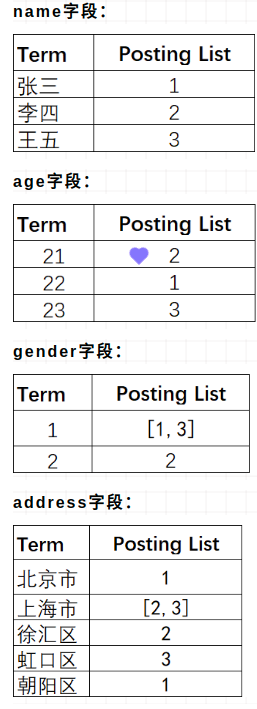 name字段：
Term Posting List
张三 1
李四 2
王五 3
age字段：
Term Posting List
21 2
22 1
23 3
gender字段：
Term Posting List
1 [1,3]
2 2
address字段：
Term Posting List
北京市 1
上海市 [2,3]
徐汇区 2
虹口区 3
朝阳区 1